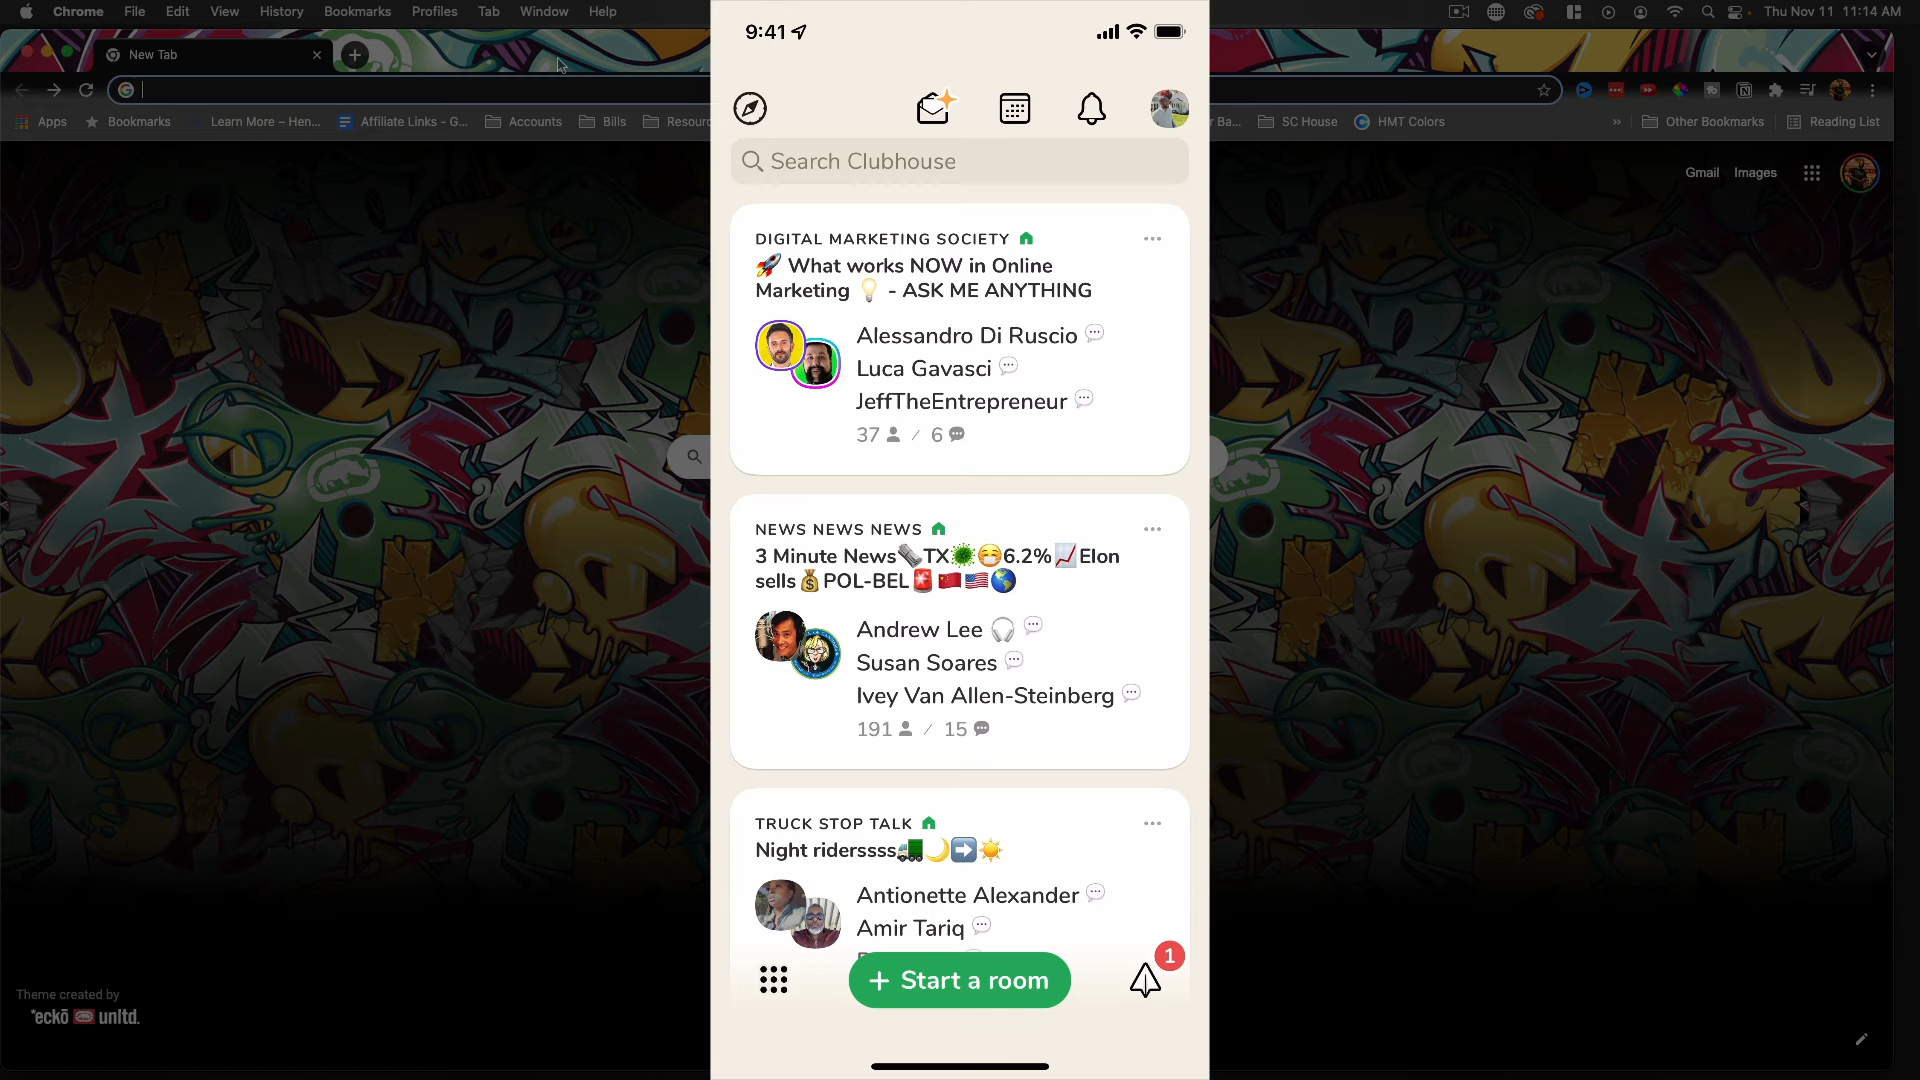 Chrome File Edit View History Bookmarks Profiles Tab Window Help
Thu Nov 11 11:14 AM
New Tab
Apps Bookmarks Learn More – Hen... Affiliate Links - G... Accounts Bills Resourc
r Ba... SC House HMT Colors » Other Bookmarks Reading List
Gmail Images
9:41
Search Clubhouse
DIGITAL MARKETING SOCIETY
🚀 What works NOW in Online
Marketing 💡 - ASK ME ANYTHING
Alessandro Di Ruscio 💬
Luca Gavasci 💬
JeffTheEntrepreneur 💬
37 / 6
NEWS NEWS NEWS
3 Minute News🗞️TX🦠😷6.2%📈Elon
sells💰POL-BEL🚨🇨🇳🇺🇸🌎
Andrew Lee 🎧 💬
Susan Soares 💬
Ivey Van Allen-Steinberg 💬
191 / 15
TRUCK STOP TALK
Night riderssss🚛🌙➡️☀️
Antionette Alexander 💬
Amir Tariq 💬
+ Start a room
1
Theme created by
*eckō unltd.